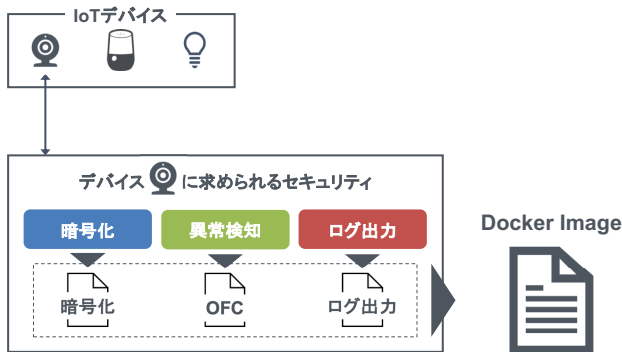 IoTデバイス
デバイス に求められるセキュリティ
暗号化
異常検知
ログ出力
Docker Image
暗号化
OFC
ログ出力